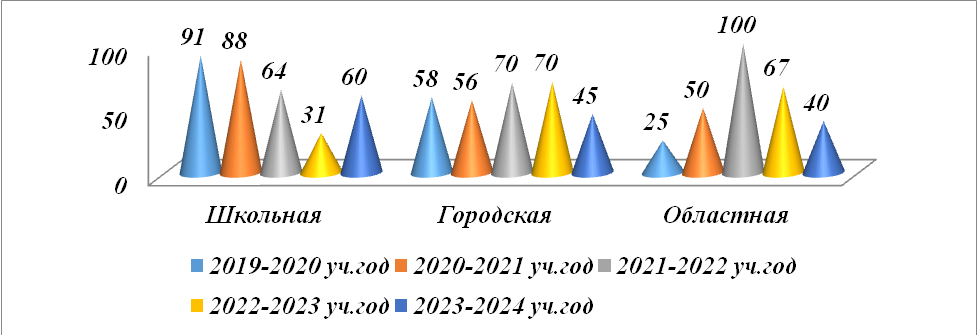 91 88 64 31 60 58 56 70 70 45 25 50 100 67 40
100
50
0
Школьная Городская Областная
2019-2020 уч.год 2020-2021 уч.год 2021-2022 уч.год
2022-2023 уч.год 2023-2024 уч.год